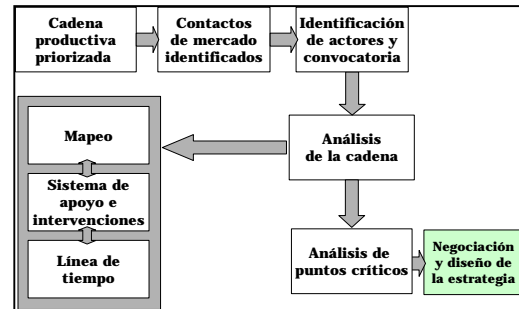 Cadena
productiva
priorizada
Contactos
de mercado
identificados
Identificación
de actores y
convocatoria
Mapeo
Sistema de
apoyo e
intervenciones
Línea de
tiempo
Análisis
de la cadena
Análisis de
puntos críticos
Negociación
y diseño de
la estrategia